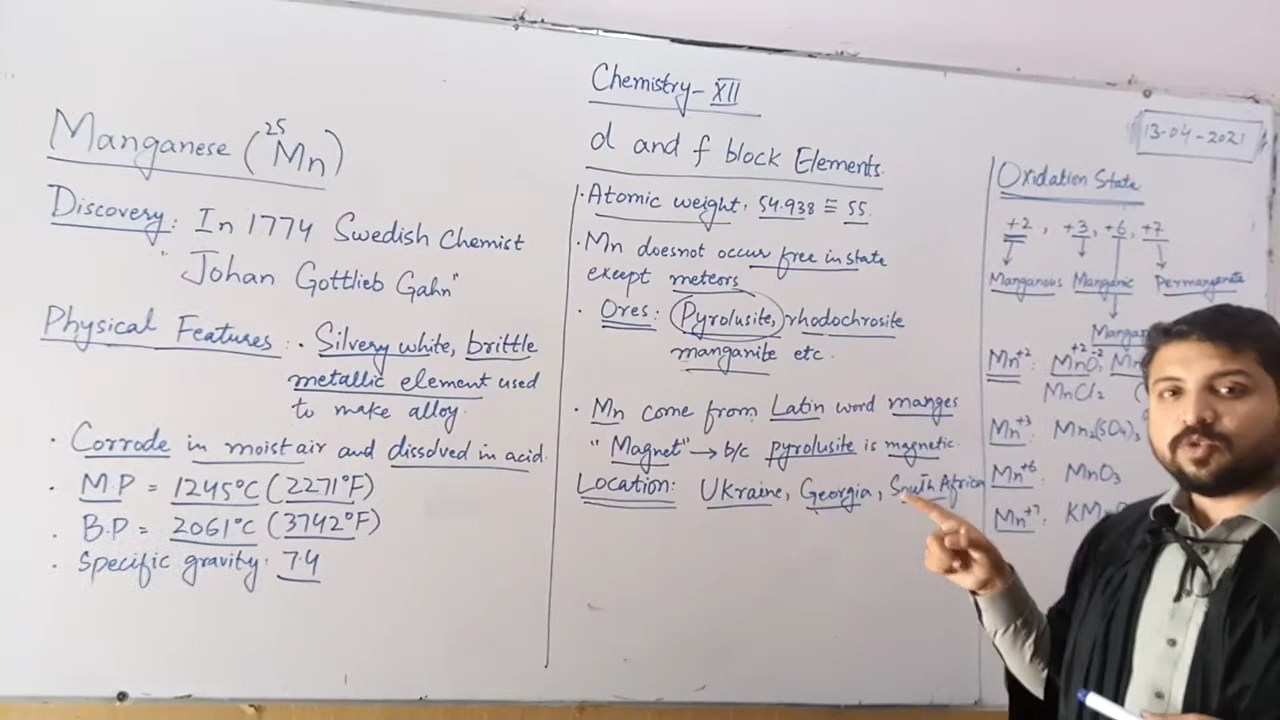 Chemistry-XII
13-04-2021
Manganese (²⁵Mn)
Discovery: In 1774 Swedish Chemist
"Johan Gottlieb Gahn"
Physical Features: · Silvery white, brittle
metallic element used
to make alloy.
· Corrode in moist air and dissolved in acid.
· M.P = 1245°C (2271°F)
· B.P = 2061°C (3742°F)
· Specific gravity: 7.4
d and f block Elements.
· Atomic weight, 54.938 ≡ 55.
· Mn doesnot occur free in state
except meteors
· Ores: Pyrolusite, rhodochrosite
manganite etc.
· Mn come from Latin word manges
"Magnet" → b/c pyrolusite is magnetic.
Location: Ukraine, Georgia, South Africa
Oxidation State
+2, +3, +6, +7
Manganous Manganic Permanganate
Mn⁺²: MnO
MnCl₂
Mn⁺³: Mn₂(SO₄)₃
Mn⁺⁶: MnO₃
Mn⁺⁷: